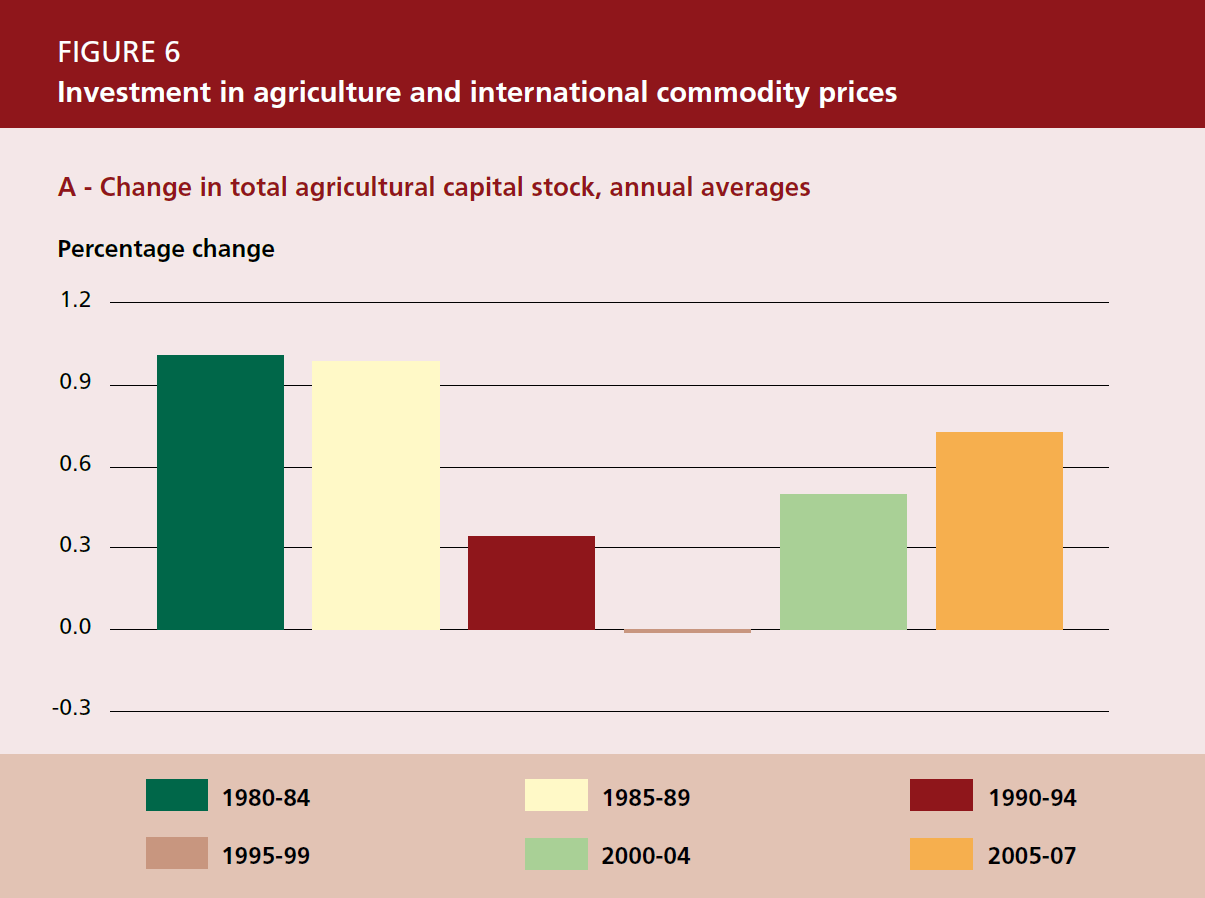 FIGURE 6
Investment in agriculture and international commodity prices
A - Change in total agricultural capital stock, annual averages
Percentage change
1.2
0.9
0.6
0.3
0.0
-0.3
1980-84 1985-89 1990-94
1995-99 2000-04 2005-07